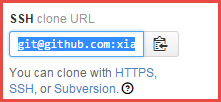 SSH clone URL
git@github.com:xia
You can clone with HTTPS,
SSH, or Subversion.